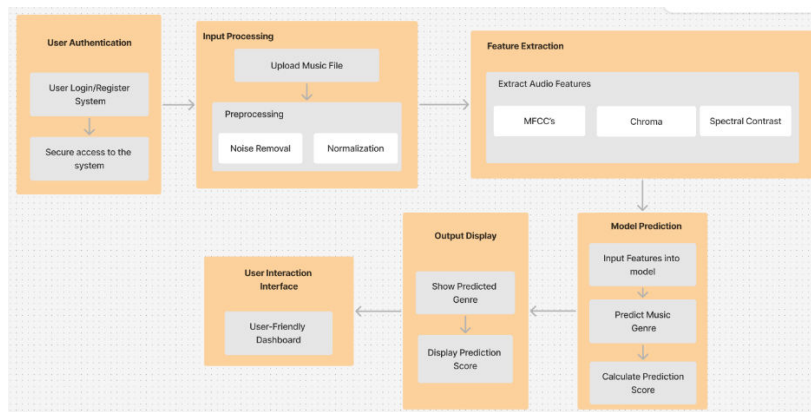 User Authentication
User Login/Register
System
Secure access to the
system
Input Processing
Upload Music File
Preprocessing
Noise Removal
Normalization
Feature Extraction
Extract Audio Features
MFCC's
Chroma
Spectral Contrast
Model Prediction
Input Features into
model
Predict Music
Genre
Calculate Prediction
Score
Output Display
Show Predicted
Genre
Display Prediction
Score
User Interaction
Interface
User-Friendly
Dashboard